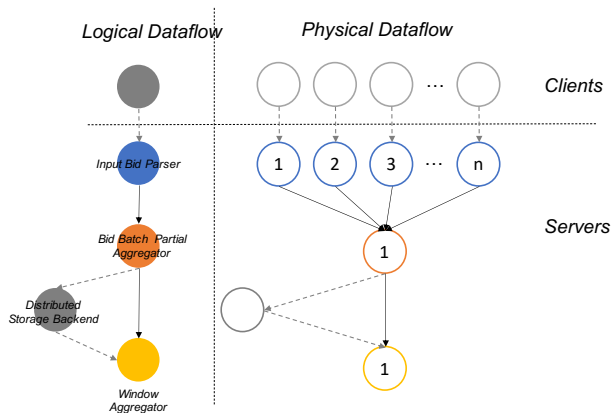 Logical Dataflow
Physical Dataflow
...
Clients
Input Bid Parser
1
2
3
...
n
Servers
Bid Batch Partial
Aggregator
1
Distributed
Storage Backend
Window
Aggregator
1